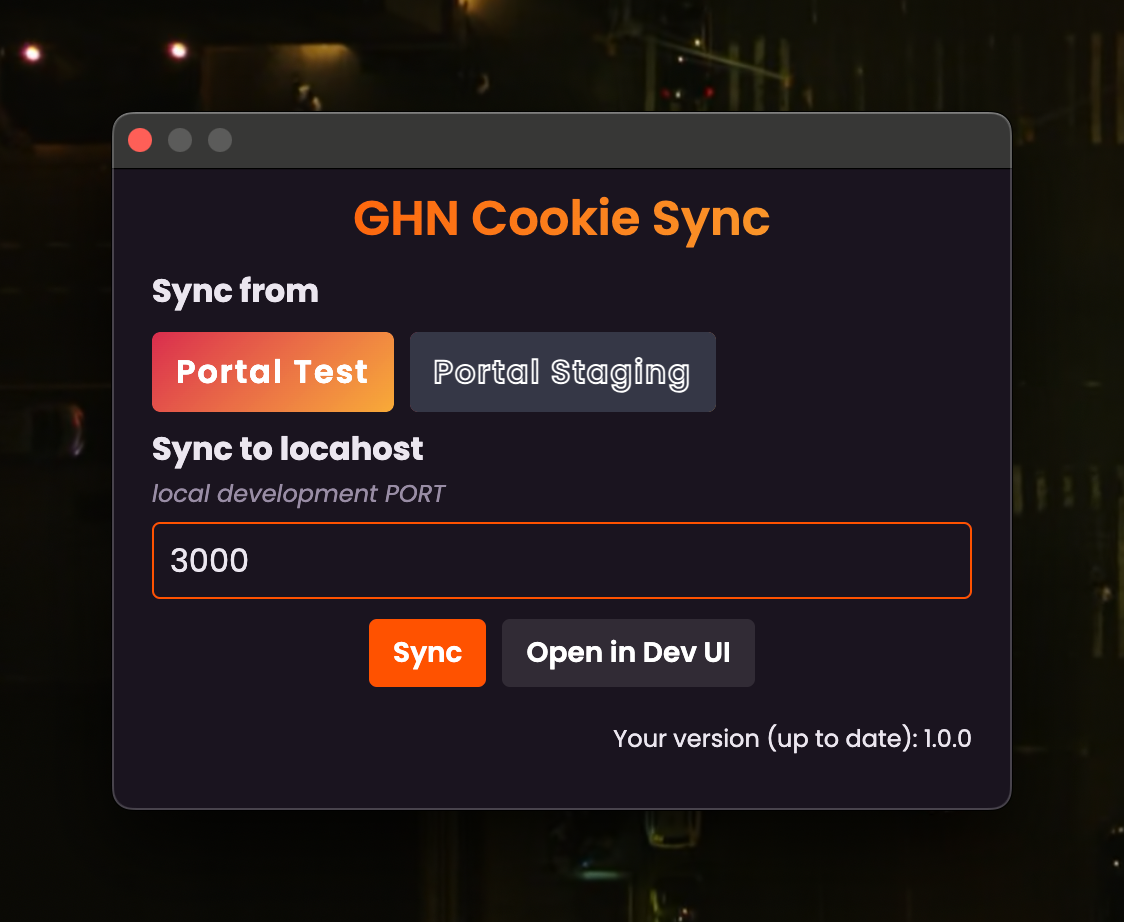 GHN Cookie Sync
Sync from
Portal Test
Portal Staging
Sync to locahost
local development PORT
3000
Sync
Open in Dev UI
Your version (up to date): 1.0.0